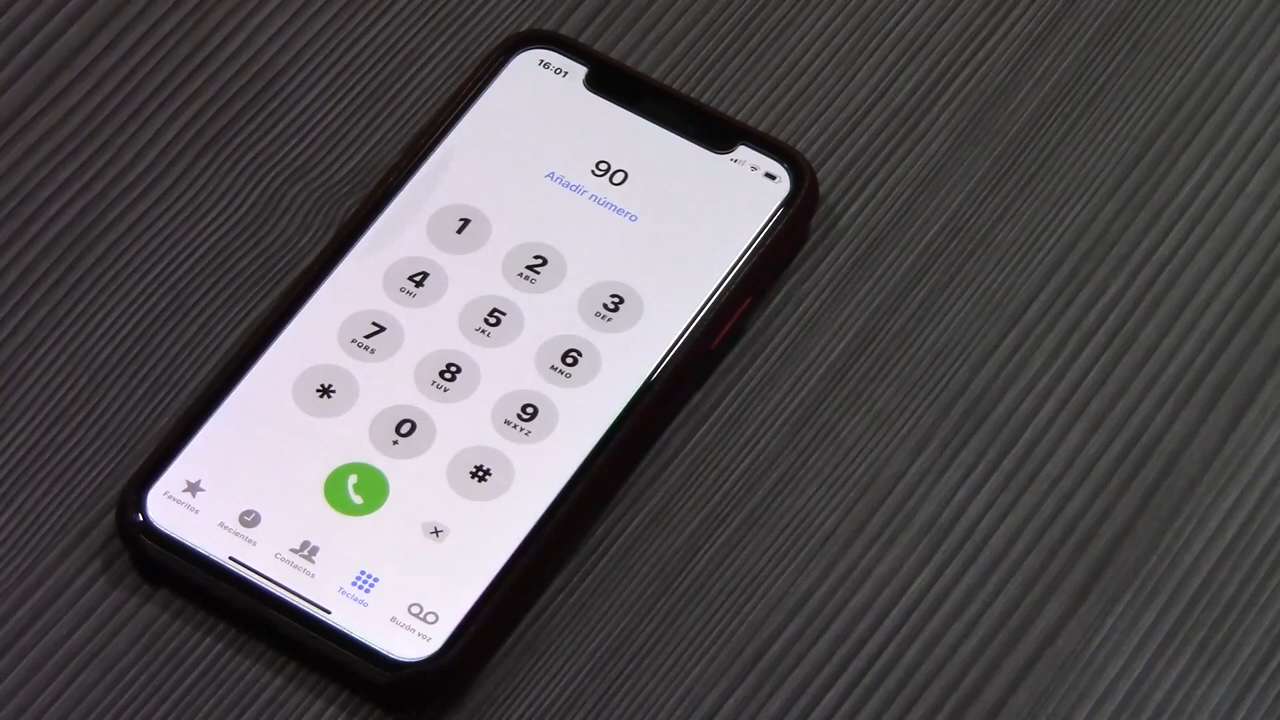 16:01
90
Añadir número
1
2
ABC
3
DEF
4
GHI
5
JKL
6
MNO
7
PQRS
8
TUV
9
WXYZ
*
0
+
#
Favoritos
Recientes
Contactos
Teclado
Buzón voz